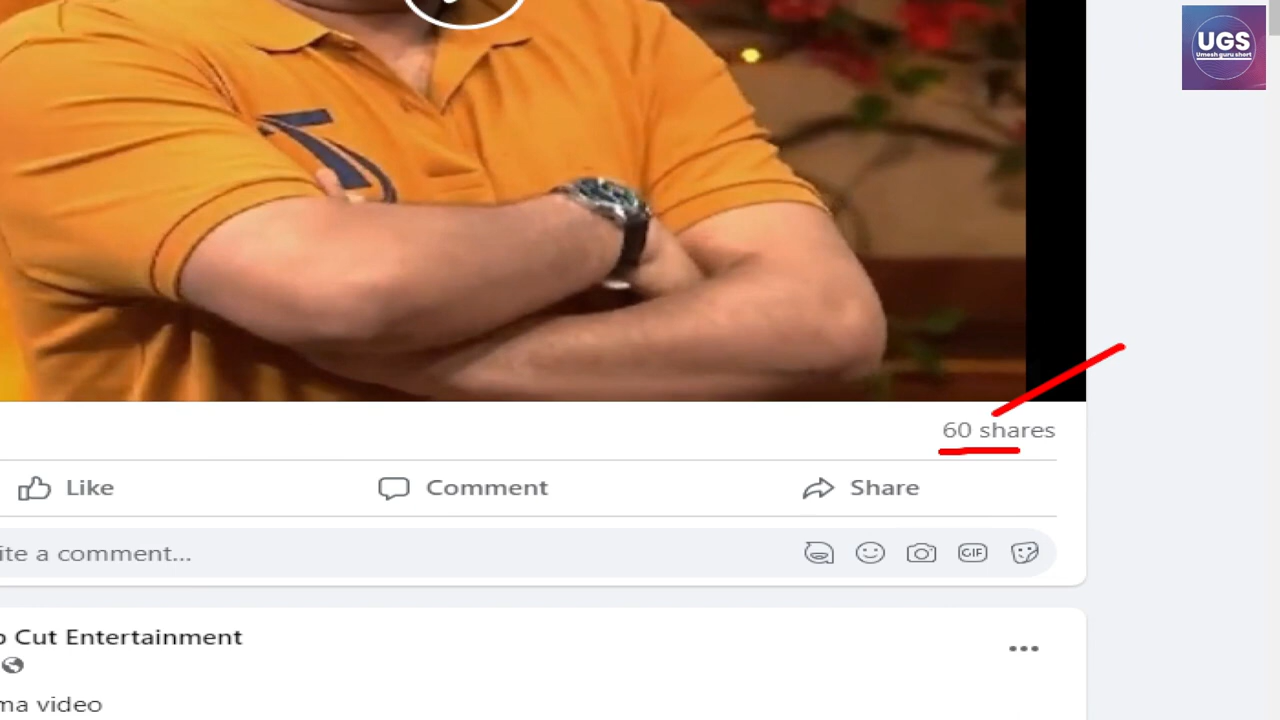 UGS
Umesh guru short
60 shares
Like
Comment
Share
ite a comment...
GIF
Cut Entertainment
ma video